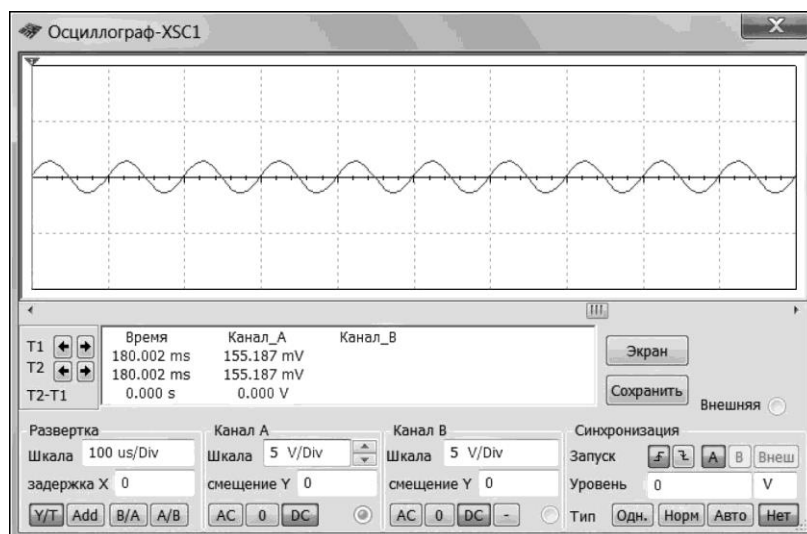 Осциллограф-XSC1
X
Время Канал_A Канал_B
T1 180.002 ms 155.187 mV
T2 180.002 ms 155.187 mV
T2-T1 0.000 s 0.000 V
Экран
Сохранить
Внешняя
Развертка
Шкала 100 us/Div
задержка X 0
Y/T Add B/A A/B
Канал A
Шкала 5 V/Div
смещение Y 0
AC 0 DC
Канал B
Шкала 5 V/Div
смещение Y 0
AC 0 DC -
Синхронизация
Запуск A B Внеш
Уровень 0 V
Тип Одн. Норм Авто Нет